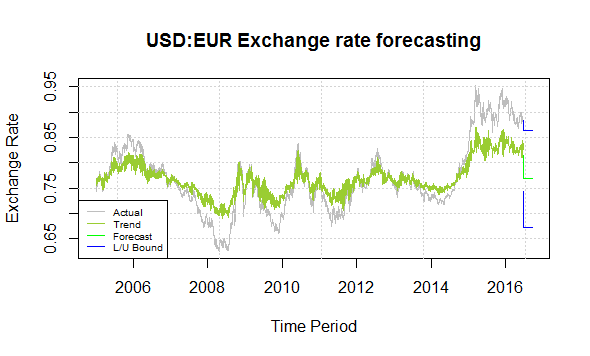 USD:EUR Exchange rate forecasting
Exchange Rate
0.95
0.85
0.75
0.65
Actual
Trend
Forecast
L/U Bound
2006
2008
2010
2012
2014
2016
Time Period